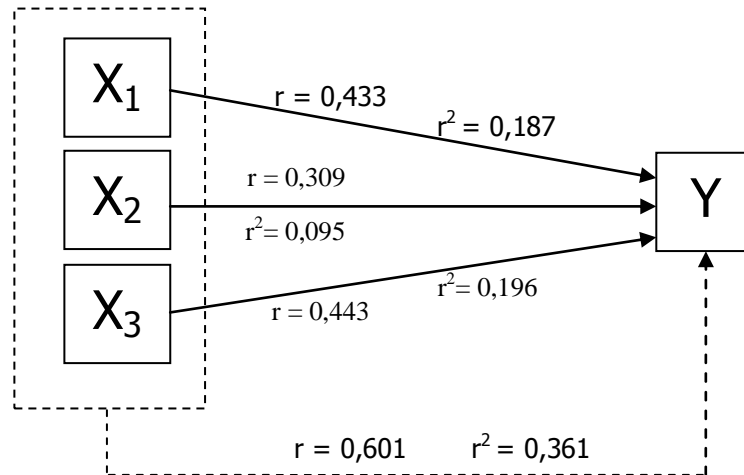 X₁
r = 0,433
r² = 0,187
X₂
r = 0,309
r²= 0,095
Y
X₃
r²= 0,196
r = 0,443
r = 0,601 r² = 0,361